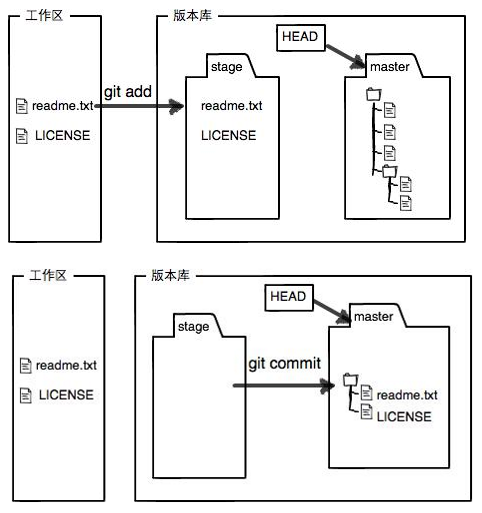 工作区
版本库
HEAD
stage
master
readme.txt
git add
readme.txt
LICENSE
LICENSE
工作区
版本库
HEAD
stage
master
readme.txt
git commit
readme.txt
LICENSE
LICENSE